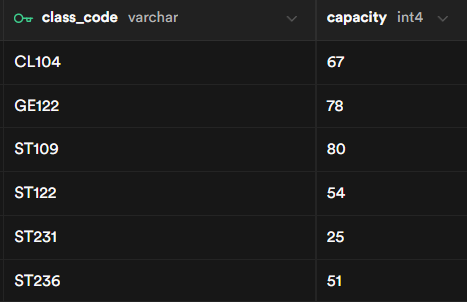 class_code varchar capacity int4
CL104 67
GE122 78
ST109 80
ST122 54
ST231 25
ST236 51